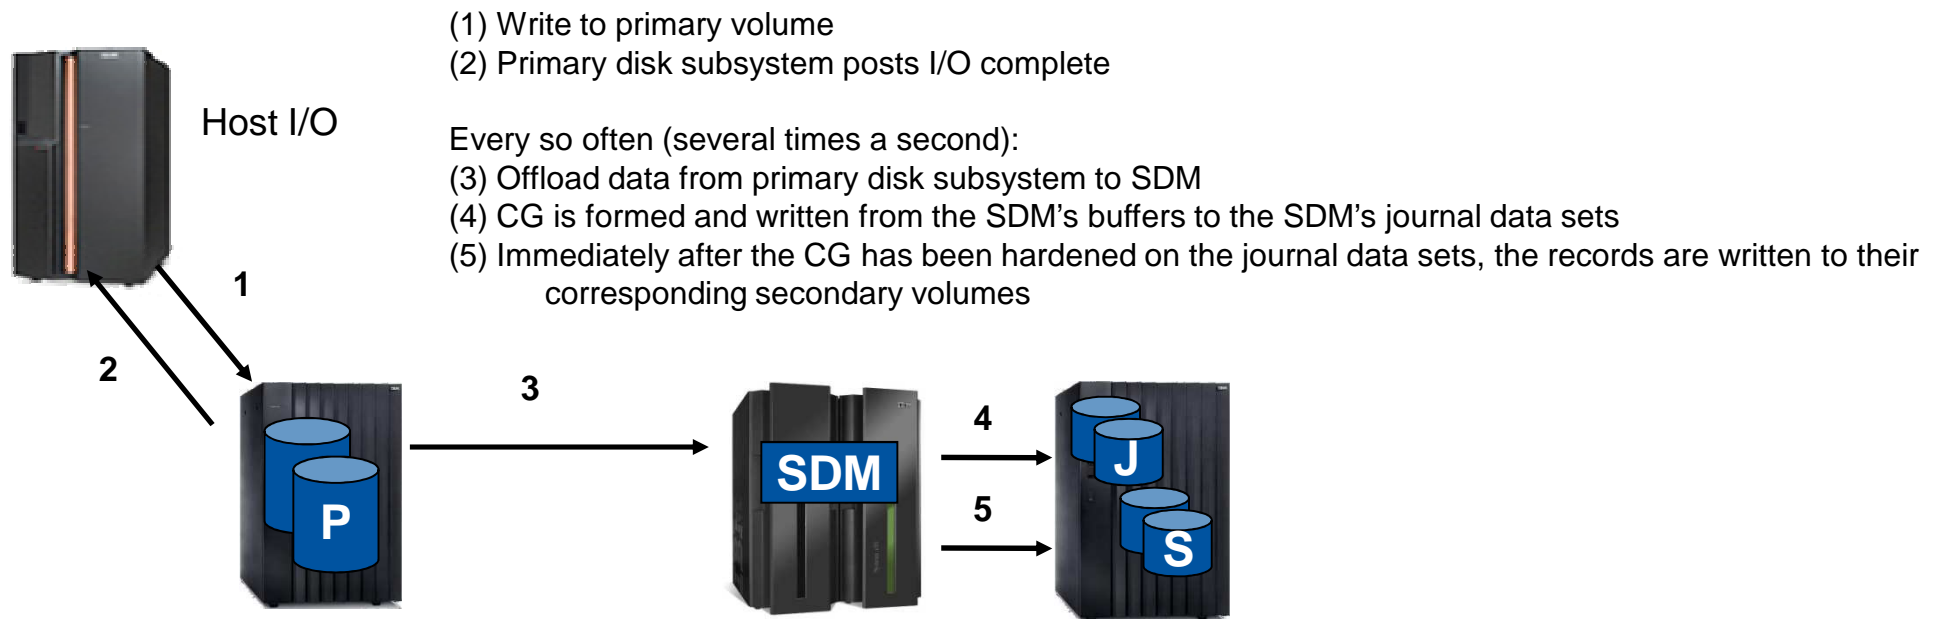 (1) Write to primary volume
(2) Primary disk subsystem posts I/O complete
Host I/O
Every so often (several times a second):
(3) Offload data from primary disk subsystem to SDM
(4) CG is formed and written from the SDM's buffers to the SDM's journal data sets
(5) Immediately after the CG has been hardened on the journal data sets, the records are written to their
corresponding secondary volumes
1
2
3
4
5
P
SDM
J
S